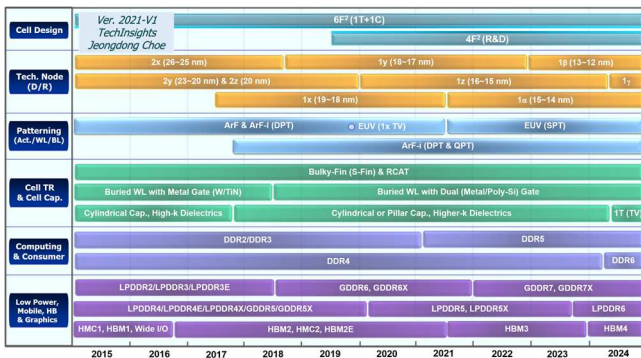 Ver. 2021-V1
TechInsights
Jeongdong Choe
Cell Design
6F² (1T+1C)
4F² (R&D)
Tech. Node
(D/R)
2x (26~25 nm)
1y (18~17 nm)
1β (13~12 nm)
2y (23~20 nm) & 2z (20 nm)
1z (16~15 nm)
1γ
1x (19~18 nm)
1α (15~14 nm)
Patterning
(Act./WL/BL)
ArF & ArF-i (DPT)
EUV (1x TV)
EUV (SPT)
ArF-i (DPT & QPT)
Cell TR
& Cell Cap.
Bulky-Fin (S-Fin) & RCAT
Buried WL with Metal Gate (W/TiN)
Buried WL with Dual (Metal/Poly-Si) Gate
Cylindrical Cap., High-k Dielectrics
Cylindrical or Pillar Cap., Higher-k Dielectrics
1T (TV)
Computing
& Consumer
DDR2/DDR3
DDR5
DDR4
DDR6
Low Power,
Mobile, HB
& Graphics
LPDDR2/LPDDR3/LPDDR3E
GDDR6, GDDR6X
GDDR7, GDDR7X
LPDDR4/LPDDR4E/LPDDR4X/GDDR5/GDDR5X
LPDDR5, LPDDR5X
LPDDR6
HMC1, HBM1, Wide I/O
HBM2, HMC2, HBM2E
HBM3
HBM4
2015 2016 2017 2018 2019 2020 2021 2022 2023 2024